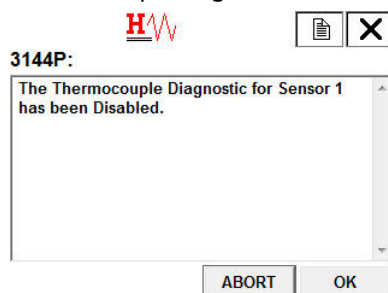 H
3144P:
The Thermocouple Diagnostic for Sensor 1
has been Disabled.
ABORT OK